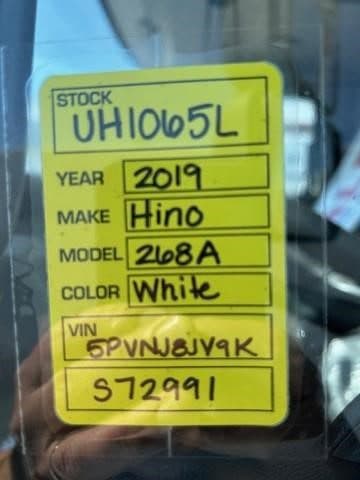 STOCK
UH1065L
YEAR 2019
MAKE Hino
MODEL 268A
COLOR White
VIN
5PVNJ8JV9K
S72991